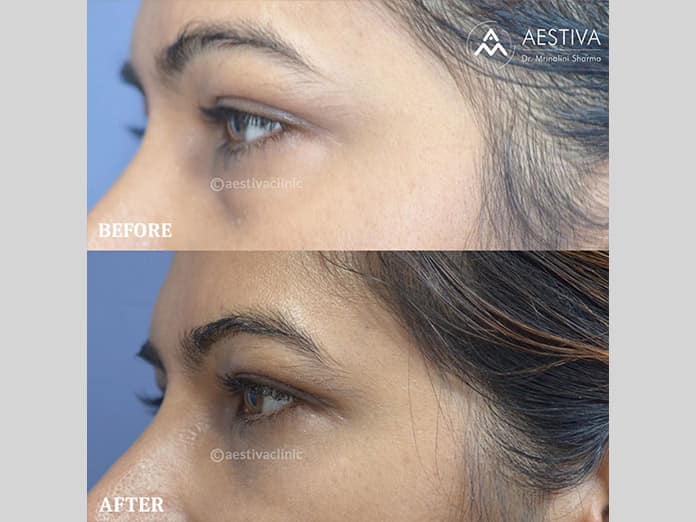 AESTIVA
Dr. Mrinalini Sharma
©aestivaclinic
BEFORE
©aestivaclinic
AFTER